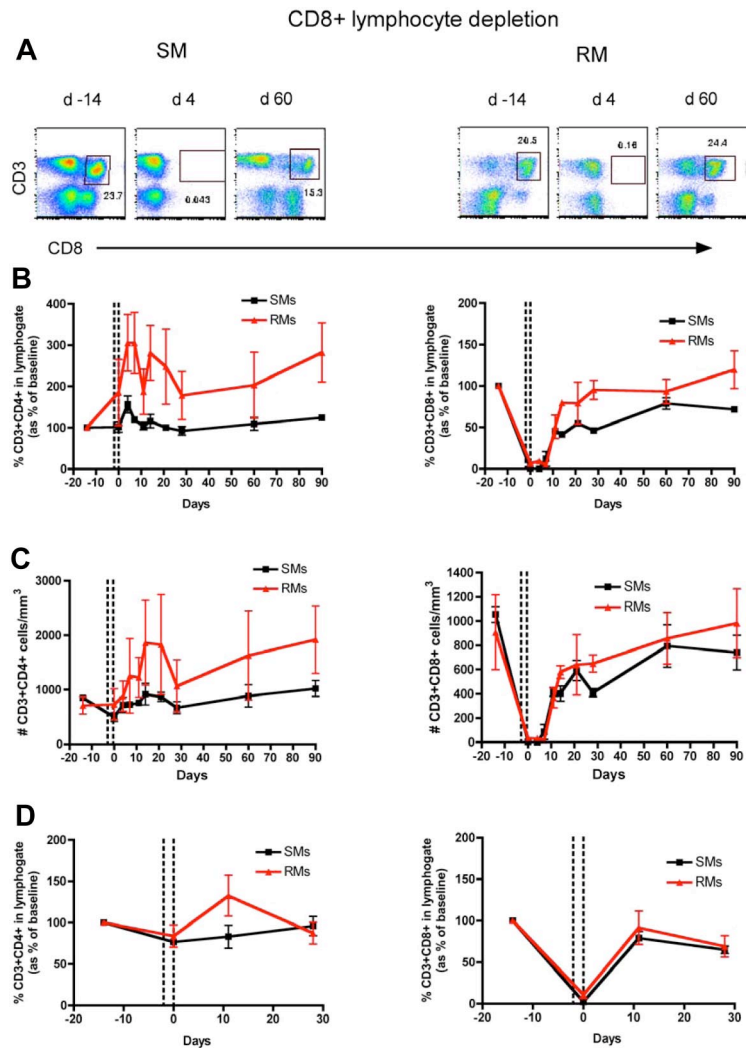 CD8+ lymphocyte depletion
A
SM
RM
d -14
d 4
d 60
d -14
d 4
d 60
CD3
23.7
0.043
15.3
20.5
0.16
24.4
CD8
B
% CD3+CD4+ in lymphogate
(as % of baseline)
400
300
200
100
0
-20 -10 0 10 20 30 40 50 60 70 80 90
Days
SMs
RMs
% CD3+CD8+ in lymphogate
(as % of baseline)
200
150
100
50
0
-20 -10 0 10 20 30 40 50 60 70 80 90
Days
SMs
RMs
C
# CD3+CD4+ cells/mm³
3000
2000
1000
0
-20 -10 0 10 20 30 40 50 60 70 80 90
Days
SMs
RMs
# CD3+CD8+ cells/mm³
1400
1200
1000
800
600
400
200
0
-20 -10 0 10 20 30 40 50 60 70 80 90
Days
SMs
RMs
D
% CD3+CD4+ in lymphogate
(as % of baseline)
200
150
100
50
0
-20 -10 0 10 20 30
Days
SMs
RMs
% CD3+CD8+ in lymphogate
(as % of baseline)
200
150
100
50
0
-20 -10 0 10 20 30
Days
SMs
RMs